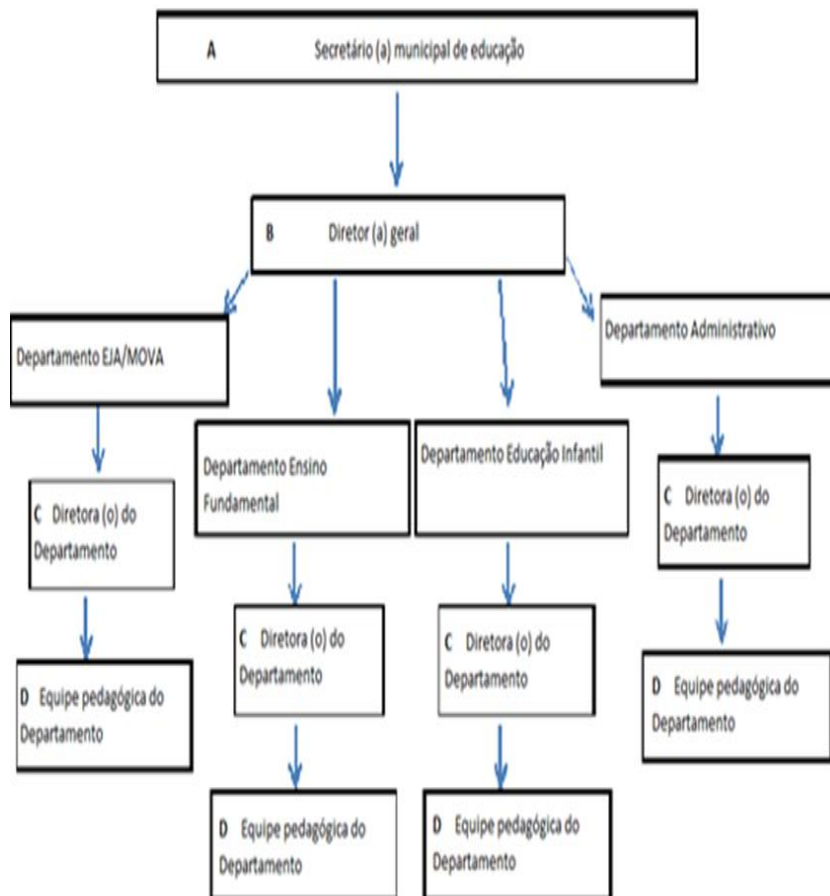 A Secretário (a) municipal de educação
B Diretor (a) geral
Departamento EJA/MOVA
Departamento Administrativo
Departamento Ensino
Fundamental
Departamento Educação Infantil
C Diretora (o) do
Departamento
C Diretora (o) do
Departamento
C Diretora (o) do
Departamento
C Diretora (o) do
Departamento
D Equipe pedagógica do
Departamento
D Equipe pedagógica do
Departamento
D Equipe pedagógica do
Departamento
D Equipe pedagógica do
Departamento